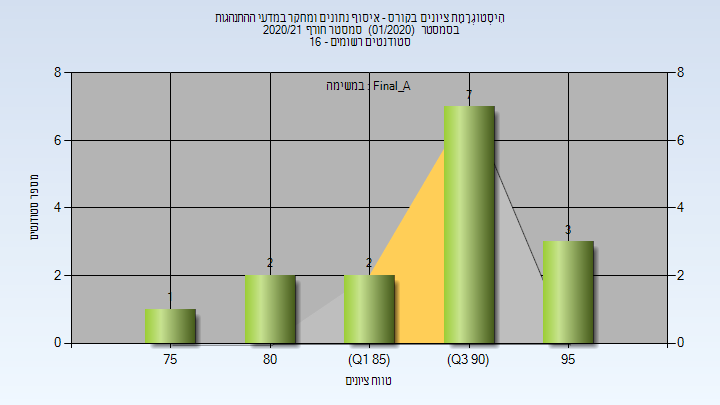 היסטוגרמת ציונים בקורס - איסוף נתונים ומחקר במדעי ההתנהגות
בסמסטר (01/2020) סמסטר חורף 2020/21
סטודנטים רשומים - 16
במשימה : Final_A
8 8
7
6 6
מספר סטודנטים
4 4
3
2 2
2 2
1
0 0
75 80 (Q1 85) (Q3 90) 95
טווח ציונים